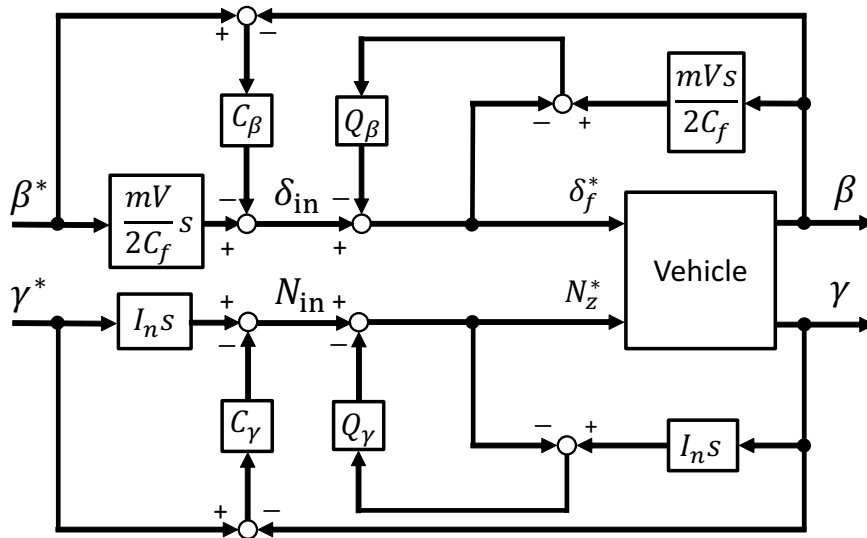 + −
C_β Q_β − + mVs/2C_f
β* mV/2C_f s − + δ_in − + δ_f* β
Vehicle
γ* I_n s + − N_in + − N_z* γ
C_γ Q_γ − + I_n s
+ −